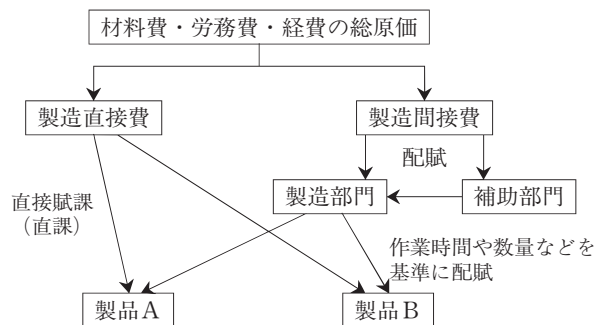 材料費・労務費・経費の総原価
製造直接費
製造間接費
配賦
製造部門
補助部門
直接賦課
（直課）
作業時間や数量などを
基準に配賦
製品A
製品B